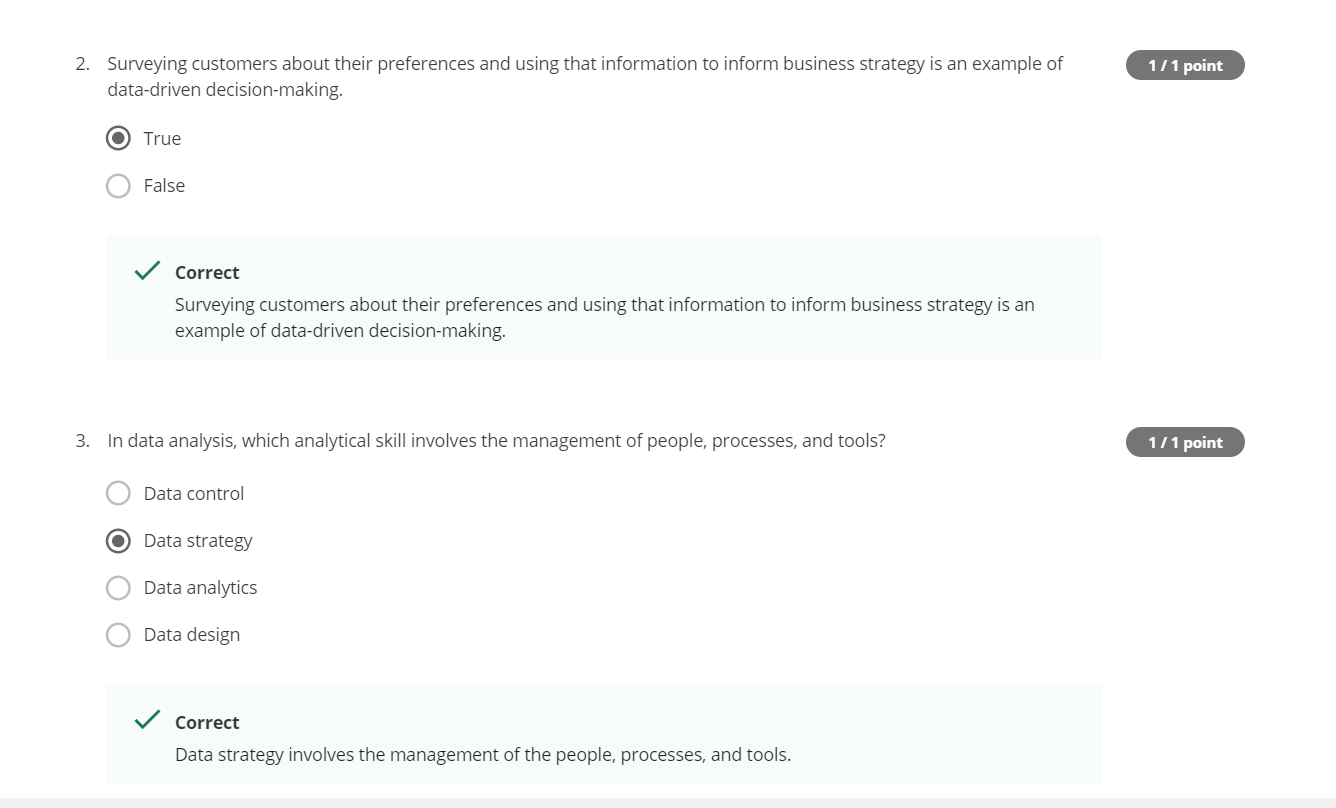 2. Surveying customers about their preferences and using that information to inform business strategy is an example of
data-driven decision-making.
1 / 1 point
True
False
Correct
Surveying customers about their preferences and using that information to inform business strategy is an
example of data-driven decision-making.
3. In data analysis, which analytical skill involves the management of people, processes, and tools?
1 / 1 point
Data control
Data strategy
Data analytics
Data design
Correct
Data strategy involves the management of the people, processes, and tools.